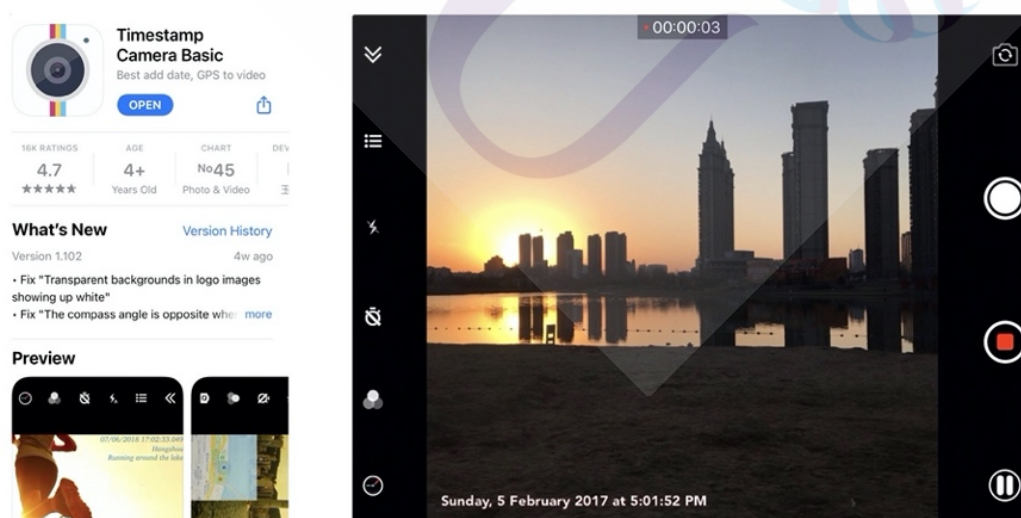 Timestamp
Camera Basic
Best add date, GPS to video
OPEN
16K RATINGS
4.7
AGE
4+
Years Old
CHART
No45
Photo & Video
DEV
What's New
Version History
Version 1.102
4w ago
• Fix "Transparent backgrounds in logo images
showing up white"
• Fix "The compass angle is opposite whe more
Preview
07/06/2018 17:02:33.049
Hangzhou
Running around the lake
00:00:03
Sunday, 5 February 2017 at 5:01:52 PM